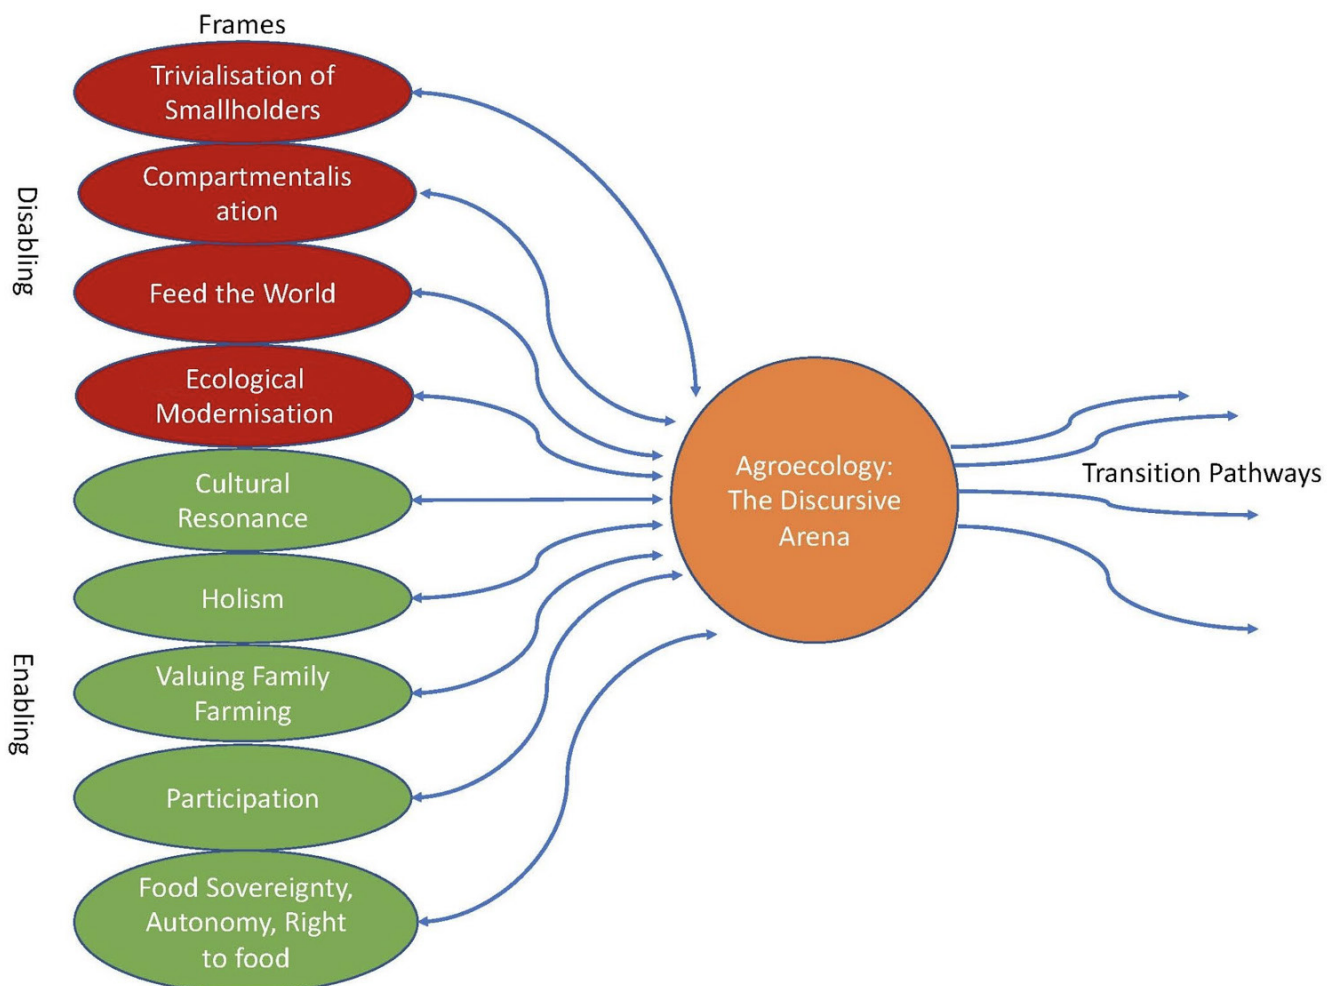 Frames
Trivialisation of
Smallholders
Compartmentalis
ation
Feed the World
Ecological
Modernisation
Cultural
Resonance
Holism
Valuing Family
Farming
Participation
Food Sovereignty,
Autonomy, Right
to food
Disabling
Enabling
Agroecology:
The Discursive
Arena
Transition Pathways